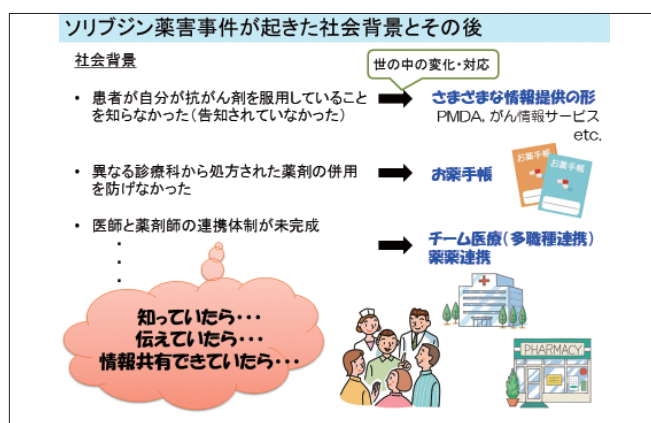 ソリブジン薬害事件が起きた社会背景とその後
社会背景
世の中の変化・対応
・ 患者が自分が抗がん剤を服用していること
を知らなかった（告知されていなかった）
さまざまな情報提供の形
PMDA, がん情報サービス
etc.
・ 異なる診療科から処方された薬剤の併用
を防げなかった
お薬手帳
お薬手帳
お薬手帳
・ 医師と薬剤師の連携体制が未完成
・
・
・
チーム医療（多職種連携）
薬薬連携
知っていたら・・・
伝えていたら・・・
情報共有できていたら・・・
PHARMACY